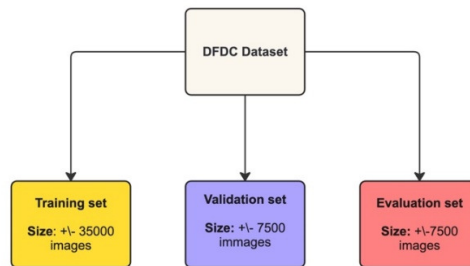 DFDC Dataset
Training set
Size: +\- 35000
images
Validation set
Size: +\- 7500
immages
Evaluation set
Size: +\-7500
images